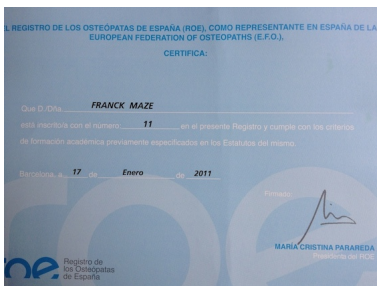 EL REGISTRO DE LOS OSTEÓPATAS DE ESPAÑA (ROE), COMO REPRESENTANTE EN ESPAÑA DE LA
EUROPEAN FEDERATION OF OSTEOPATHS (E.F.O.),
CERTIFICA:
Que D./Dña. FRANCK MAZE
está inscrito/a con el número 11 en el presente Registro y cumple con los criterios
de formación académina previamente especificados en los Estatutos del mismo.
Barcelona, a 17 de Enero de 2011
Firmado:
MARÍA CRISTINA PARAREDA
Presidenta del ROE
roe Registro de
los Osteópatas
de España